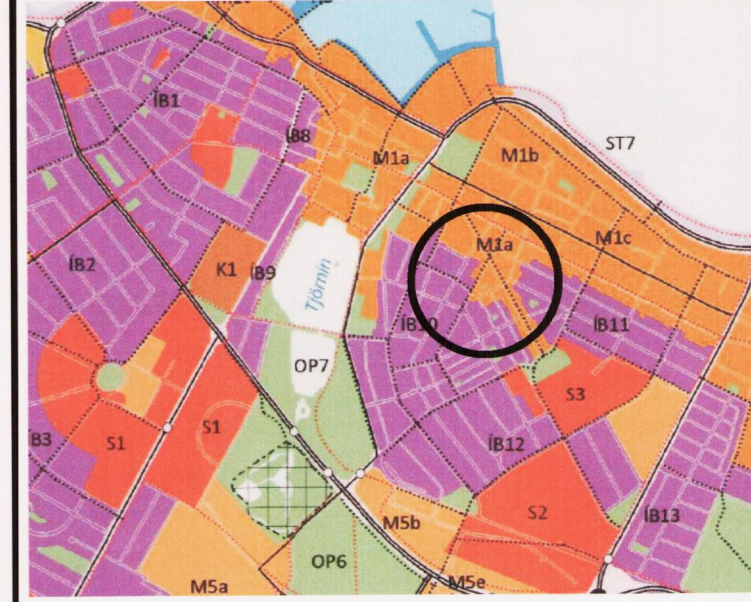 ÍB1
ÍB8
M1a
M1b
ST7
M1a
M1c
ÍB2
K1
ÍB9
Tjörnin
ÍB10
ÍB11
OP7
S3
B3
S1
S1
ÍB12
S2
ÍB13
M5b
OP6
M5a
M5e